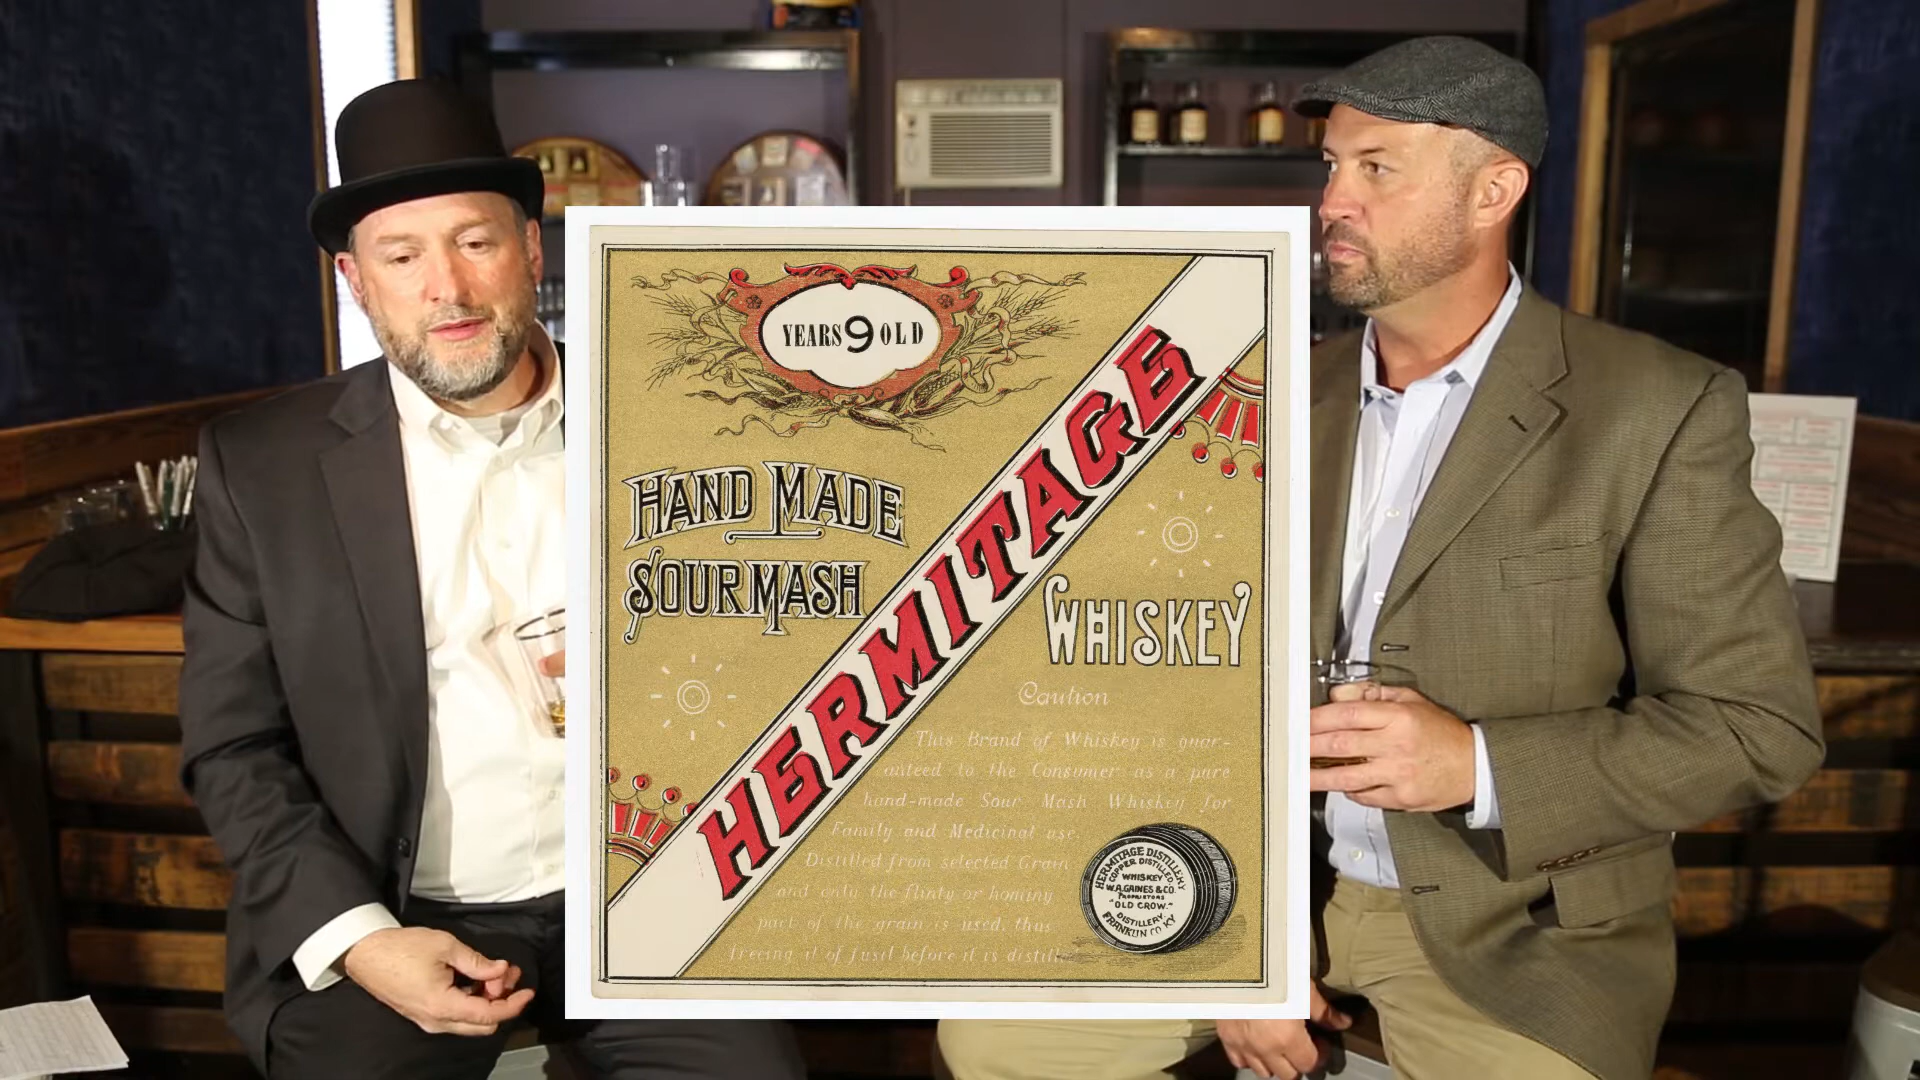 YEARS 9 OLD
HAND MADE
SOUR MASH
HERMITAGE
WHISKEY
Caution
This Brand of Whiskey is guar-
anteed to the Consumer as a pure
hand-made Sour Mash Whiskey for
Family and Medicinal use.
Distilled from selected Grain
and only the flinty or hominy
part of the grain is used, thus
freeing it of fusil before it is distill
HERMITAGE DISTILLERY
COPPER DISTILLED
WHISKEY
W.A. GAINES & CO.
PROPRIETORS
"OLD CROW."
DISTILLERY.
FRANKLIN CO KY